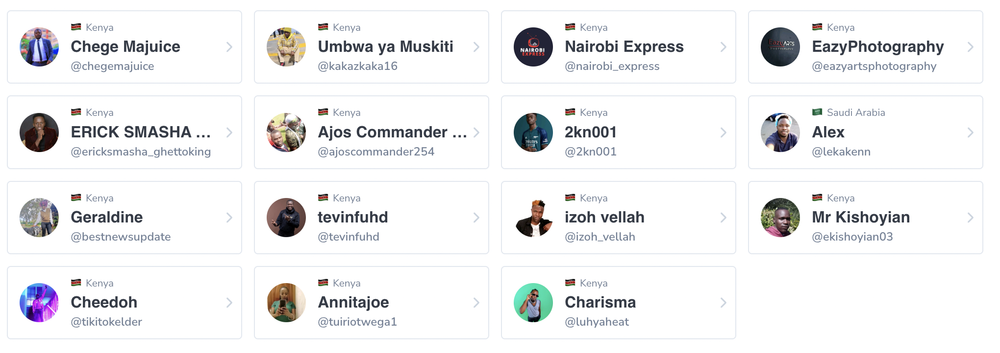 Kenya
Chege Majuice
@chegemajuice
Kenya
Umbwa ya Muskiti
@kakazkaka16
NAIROBI
EXPRESS
Kenya
Nairobi Express
@nairobi_express
EazyARTS
PHOTOGRAPHY
Kenya
EazyPhotography
@eazyartsphotography
Kenya
ERICK SMASHA ...
@ericksmasha_ghettoking
Kenya
Ajos Commander ...
@ajoscommander254
Kenya
2kn001
@2kn001
Saudi Arabia
Alex
@lekakenn
Kenya
Geraldine
@bestnewsupdate
Kenya
tevinfuhd
@tevinfuhd
Kenya
izoh vellah
@izoh_vellah
Kenya
Mr Kishoyian
@ekishoyian03
Kenya
Cheedoh
@tikitokelder
Kenya
Annitajoe
@tuiriotwega1
Kenya
Charisma
@luhyaheat